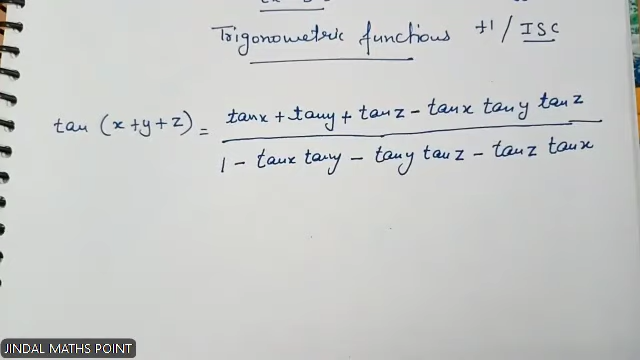 Trigonometric functions +1 / ISC
tan (x+y+z) = tanx + tany + tanz - tanx tany tanz
1 - tanx tany - tany tanz - tanz tanx
JINDAL MATHS POINT